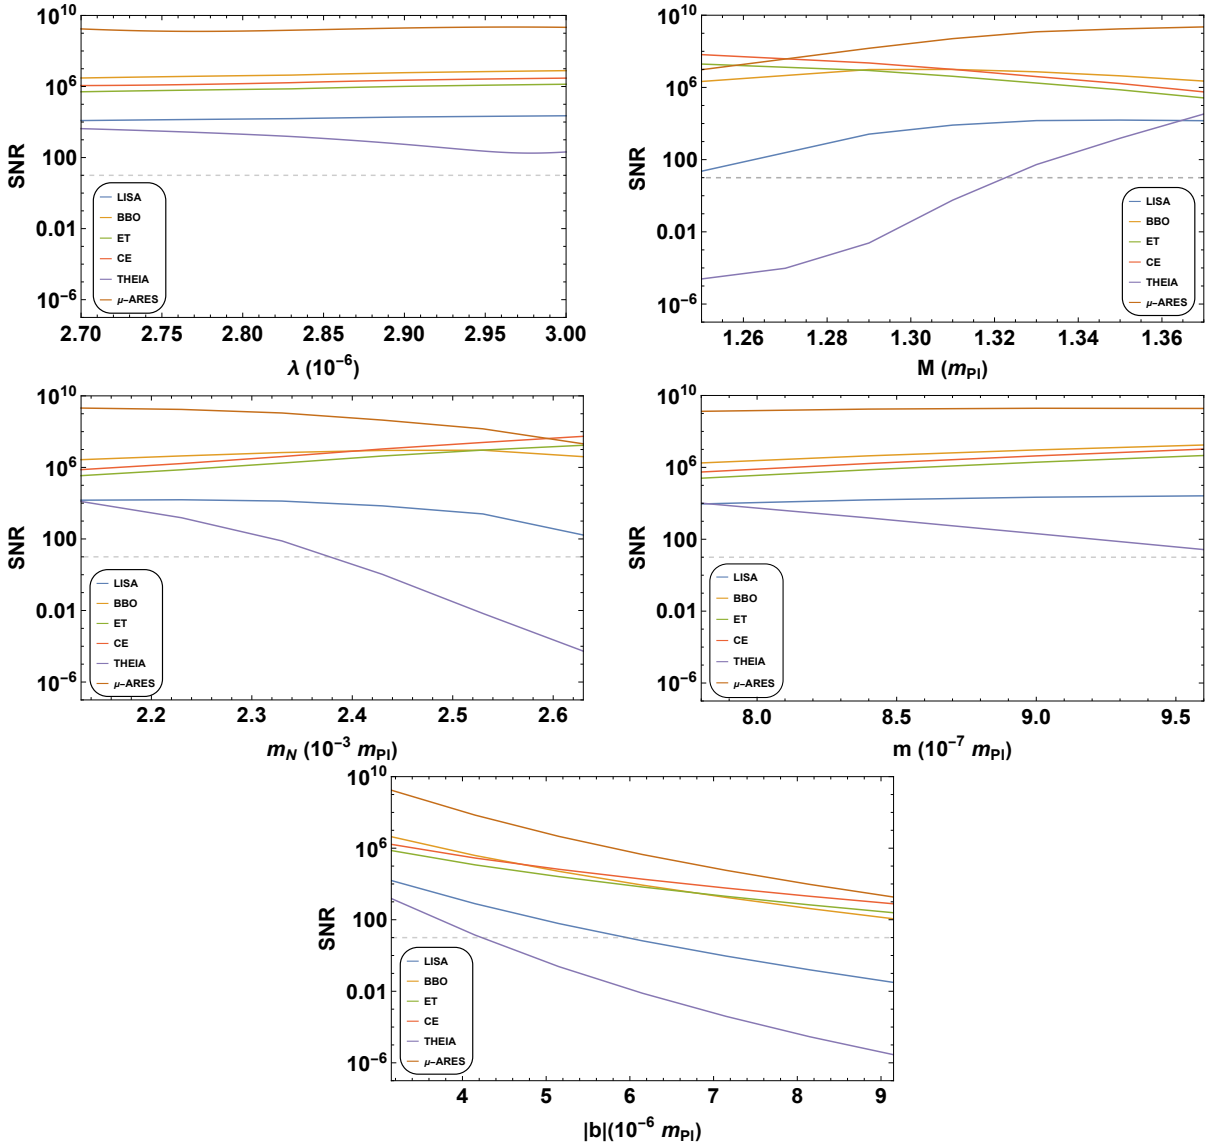 10^10
10^6
100
0.01
10^-6
SNR
LISA
BBO
ET
CE
THEIA
μ-ARES
2.70 2.75 2.80 2.85 2.90 2.95 3.00
λ (10^-6)
10^10
10^6
100
0.01
10^-6
SNR
LISA
BBO
ET
CE
THEIA
μ-ARES
1.26 1.28 1.30 1.32 1.34 1.36
M (m_Pl)
10^10
10^6
100
0.01
10^-6
SNR
LISA
BBO
ET
CE
THEIA
μ-ARES
2.2 2.3 2.4 2.5 2.6
m_N (10^-3 m_Pl)
10^10
10^6
100
0.01
10^-6
SNR
LISA
BBO
ET
CE
THEIA
μ-ARES
8.0 8.5 9.0 9.5
m (10^-7 m_Pl)
10^10
10^6
100
0.01
10^-6
SNR
LISA
BBO
ET
CE
THEIA
μ-ARES
4 5 6 7 8 9
|b|(10^-6 m_Pl)